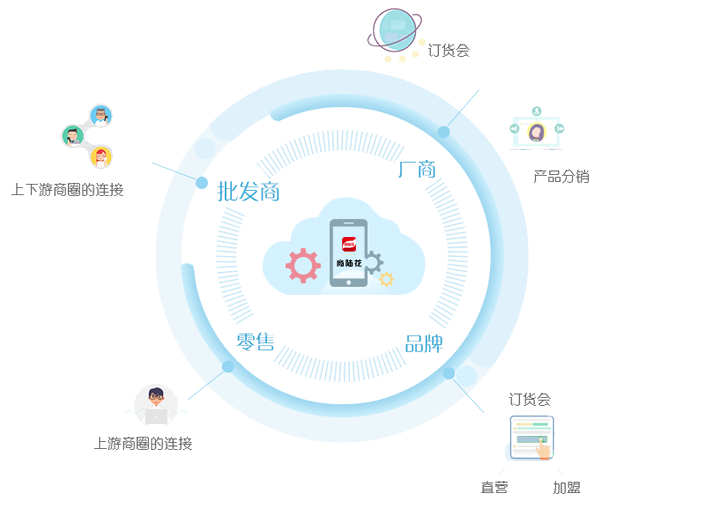 订货会
产品分销
上下游商圈的连接
批发商
厂商
商陆花
零售
品牌
上游商圈的连接
订货会
直营
加盟